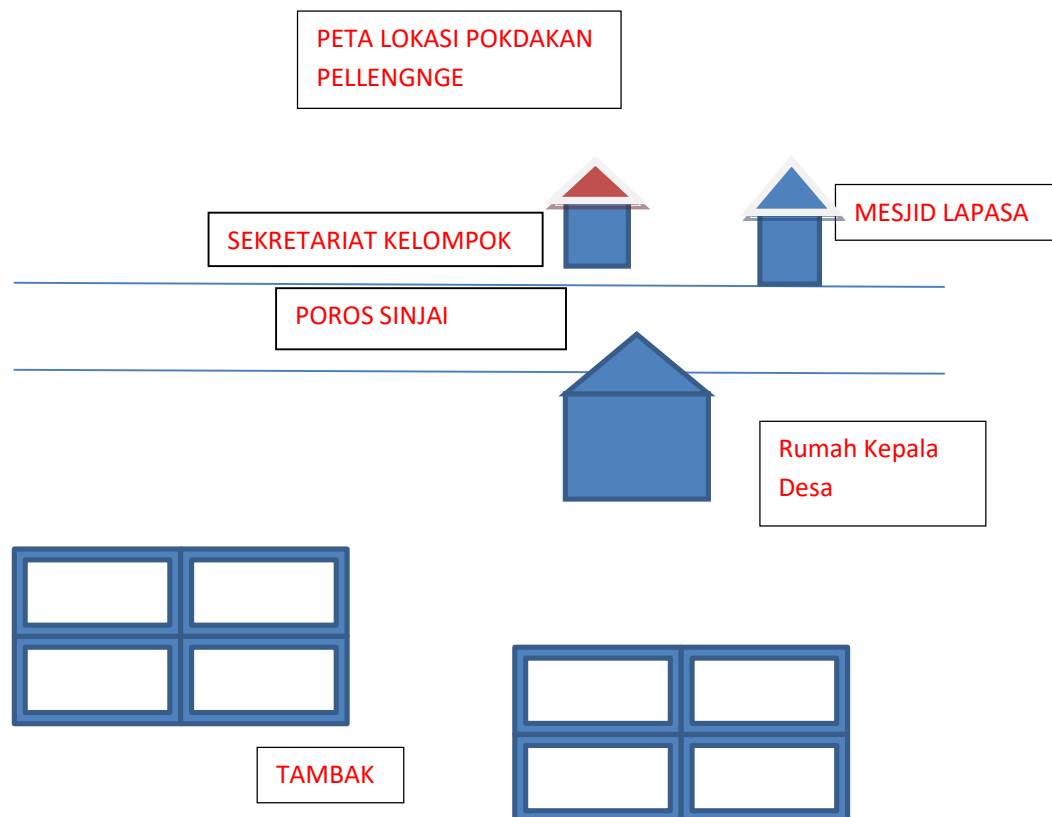 PETA LOKASI POKDAKAN
PELLENGNGE
MESJID LAPASA
SEKRETARIAT KELOMPOK
POROS SINJAI
Rumah Kepala
Desa
TAMBAK